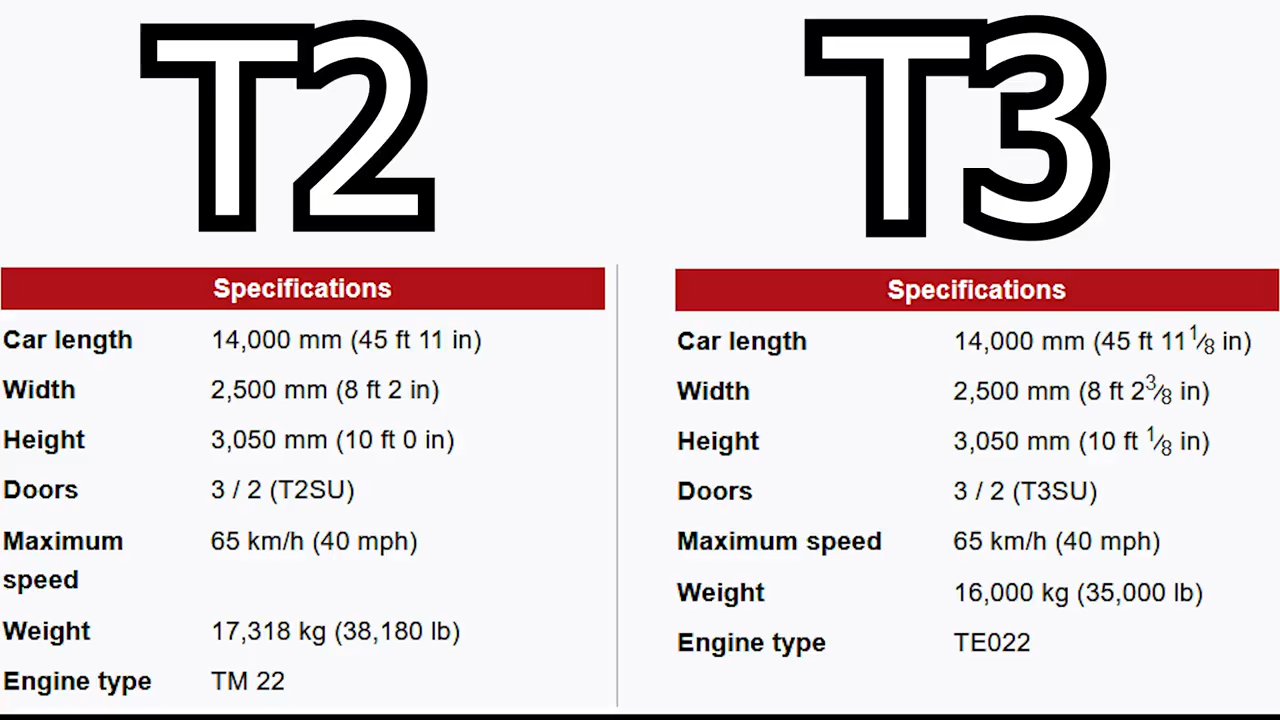 T2
T3
Specifications
Car length 14,000 mm (45 ft 11 in)
Width 2,500 mm (8 ft 2 in)
Height 3,050 mm (10 ft 0 in)
Doors 3 / 2 (T2SU)
Maximum speed 65 km/h (40 mph)
Weight 17,318 kg (38,180 lb)
Engine type TM 22
Specifications
Car length 14,000 mm (45 ft 11 1⁄8 in)
Width 2,500 mm (8 ft 2 3⁄8 in)
Height 3,050 mm (10 ft 1⁄8 in)
Doors 3 / 2 (T3SU)
Maximum speed 65 km/h (40 mph)
Weight 16,000 kg (35,000 lb)
Engine type TE022